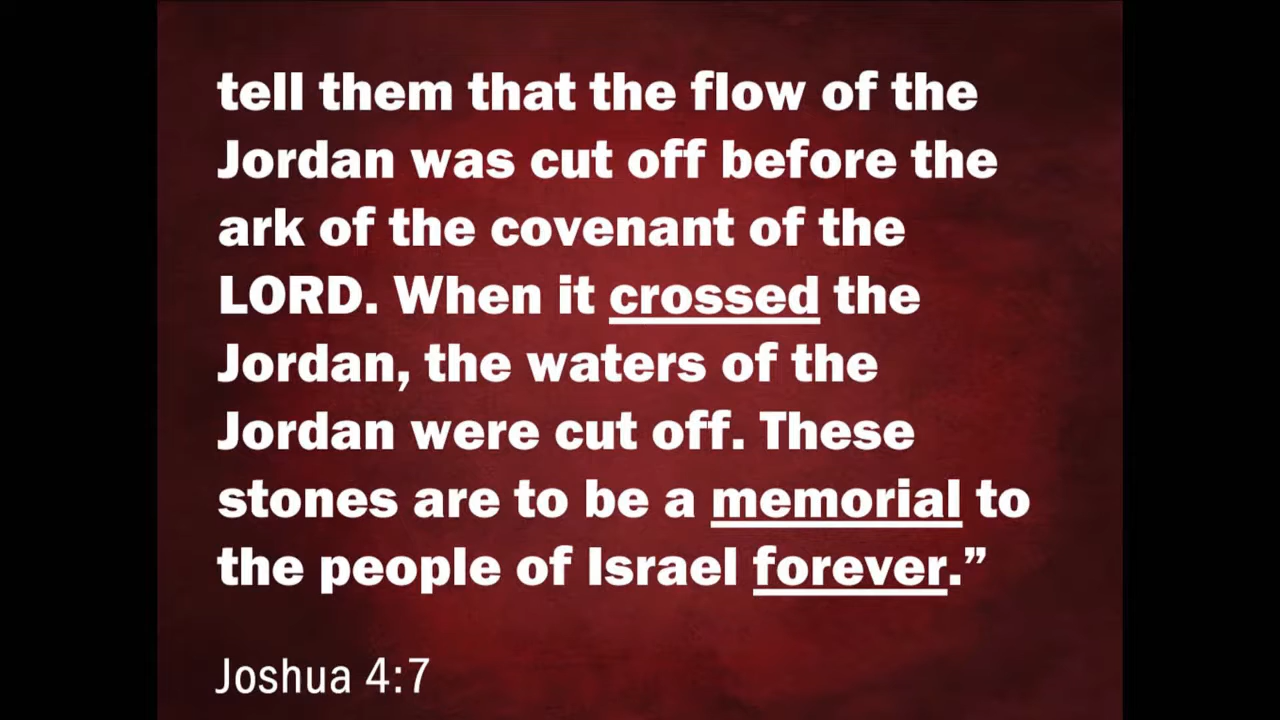 tell them that the flow of the
Jordan was cut off before the
ark of the covenant of the
LORD. When it crossed the
Jordan, the waters of the
Jordan were cut off. These
stones are to be a memorial to
the people of Israel forever.”
Joshua 4:7